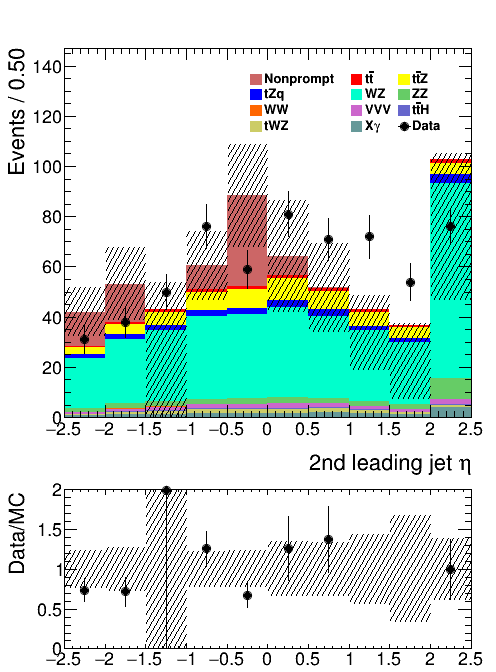 Events / 0.50
140
120
100
80
60
40
20
0
Nonprompt tt̄ tt̄Z
tZq WZ ZZ
WW VVV tt̄H
tWZ Xγ Data
−2.5 −2 −1.5 −1 −0.5 0 0.5 1 1.5 2 2.5
2nd leading jet η
Data/MC
2
1.5
1
0.5
0
−2.5 −2 −1.5 −1 −0.5 0 0.5 1 1.5 2 2.5